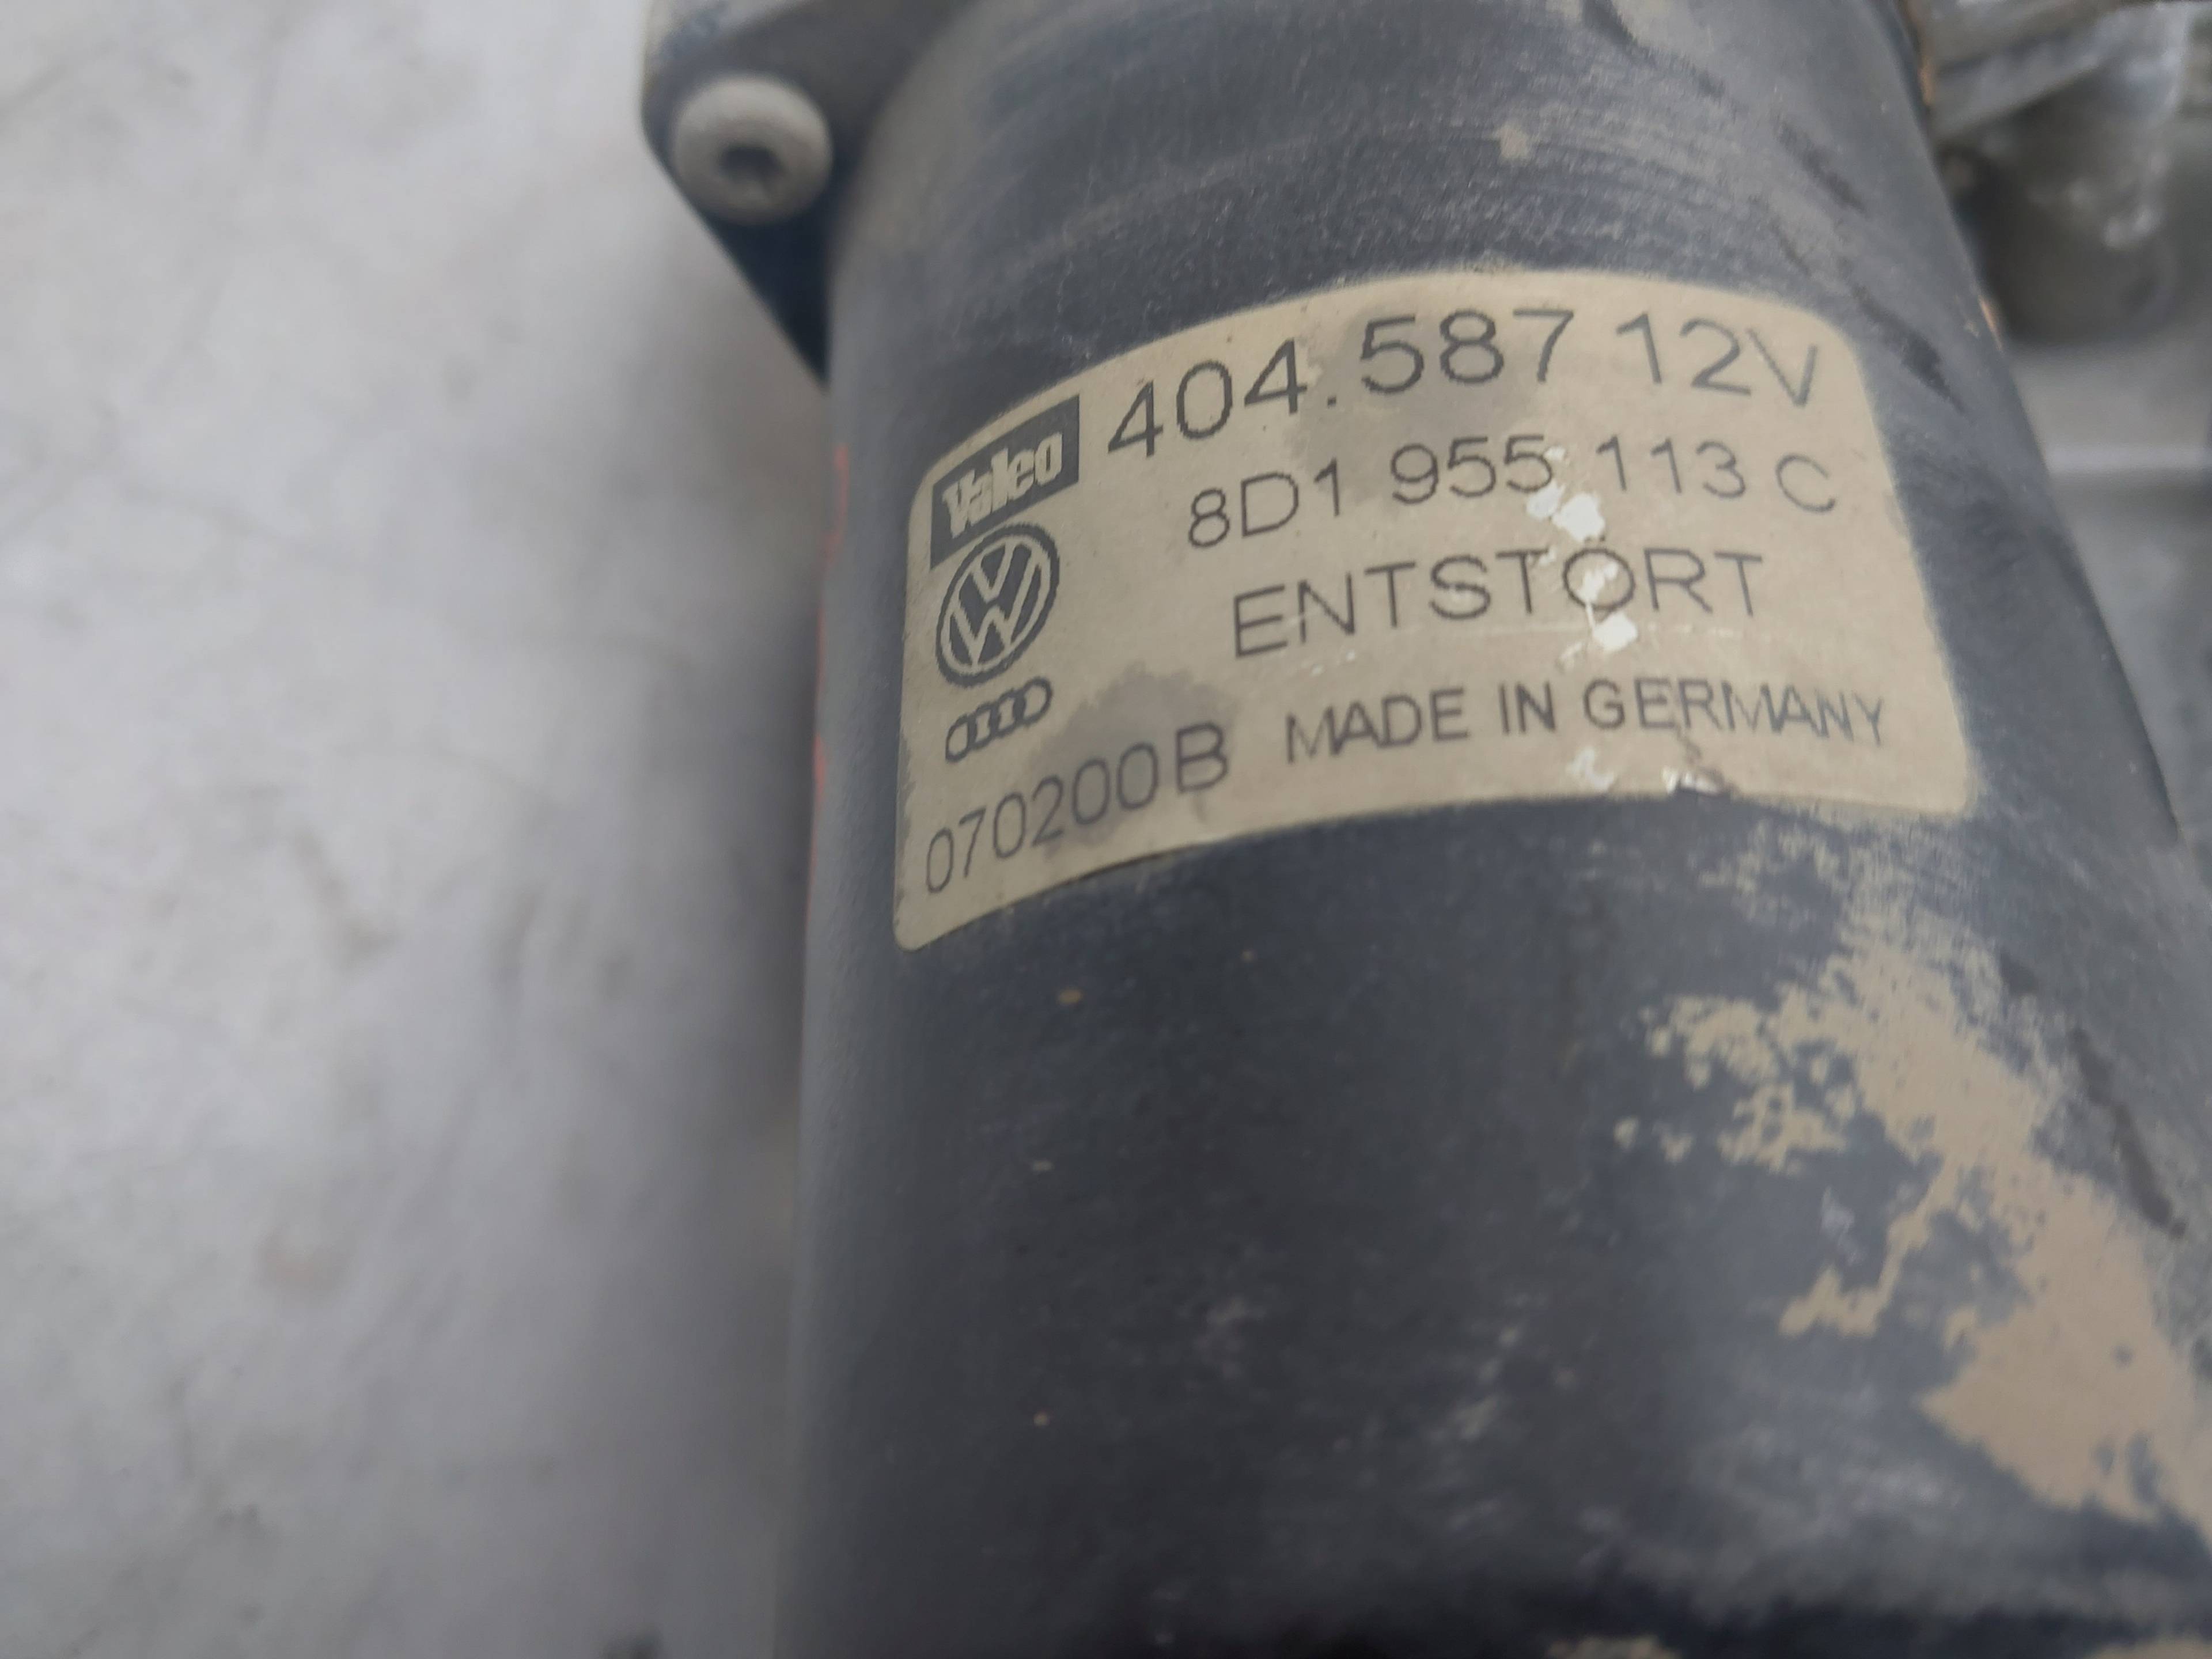 Valeo 404.587 12V
8D1 955 113 C
ENTSTÖRT
070200B MADE IN GERMANY